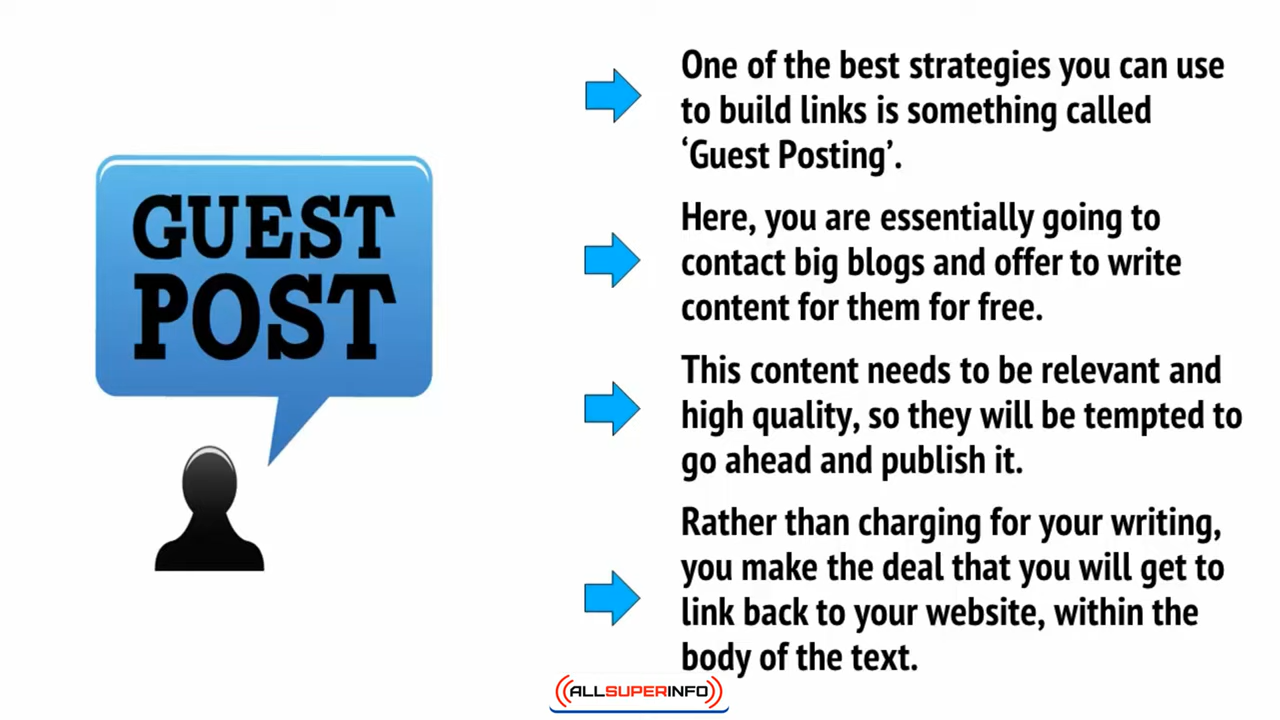 GUEST
POST
One of the best strategies you can use
to build links is something called
‘Guest Posting’.
Here, you are essentially going to
contact big blogs and offer to write
content for them for free.
This content needs to be relevant and
high quality, so they will be tempted to
go ahead and publish it.
Rather than charging for your writing,
you make the deal that you will get to
link back to your website, within the
body of the text.
ALLSUPERINFO